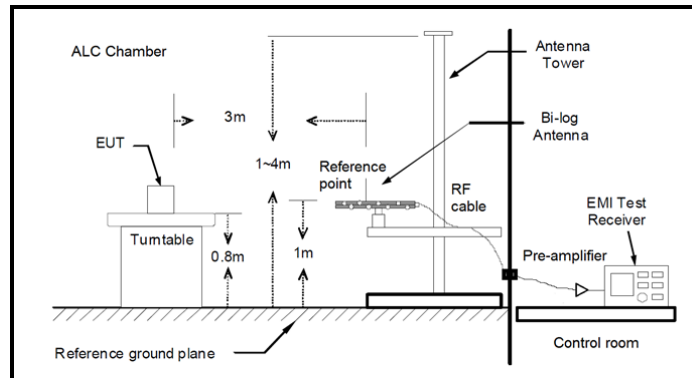 ALC Chamber
Antenna
Tower
3m
Bi-log
Antenna
EUT
1~4m
Reference
point
RF
cable
EMI Test
Receiver
Turntable
0.8m
1m
Pre-amplifier
Reference ground plane
Control room